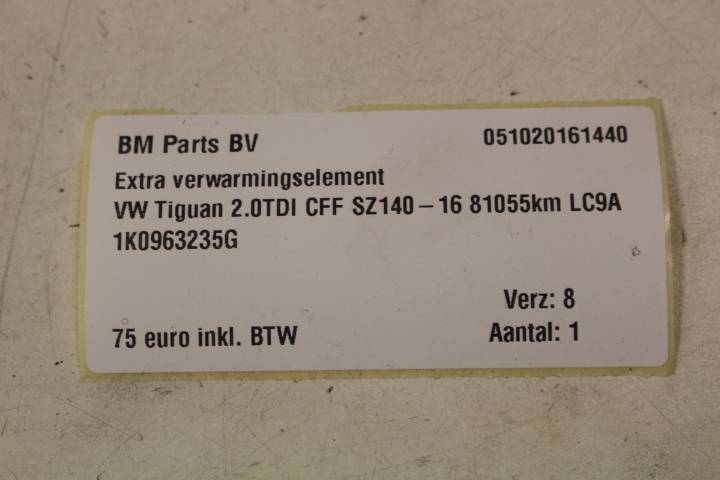 BM Parts BV 051020161440
Extra verwarmingselement
VW Tiguan 2.0TDI CFF SZ140-16 81055km LC9A
1K0963235G
Verz: 8
75 euro inkl. BTW Aantal: 1